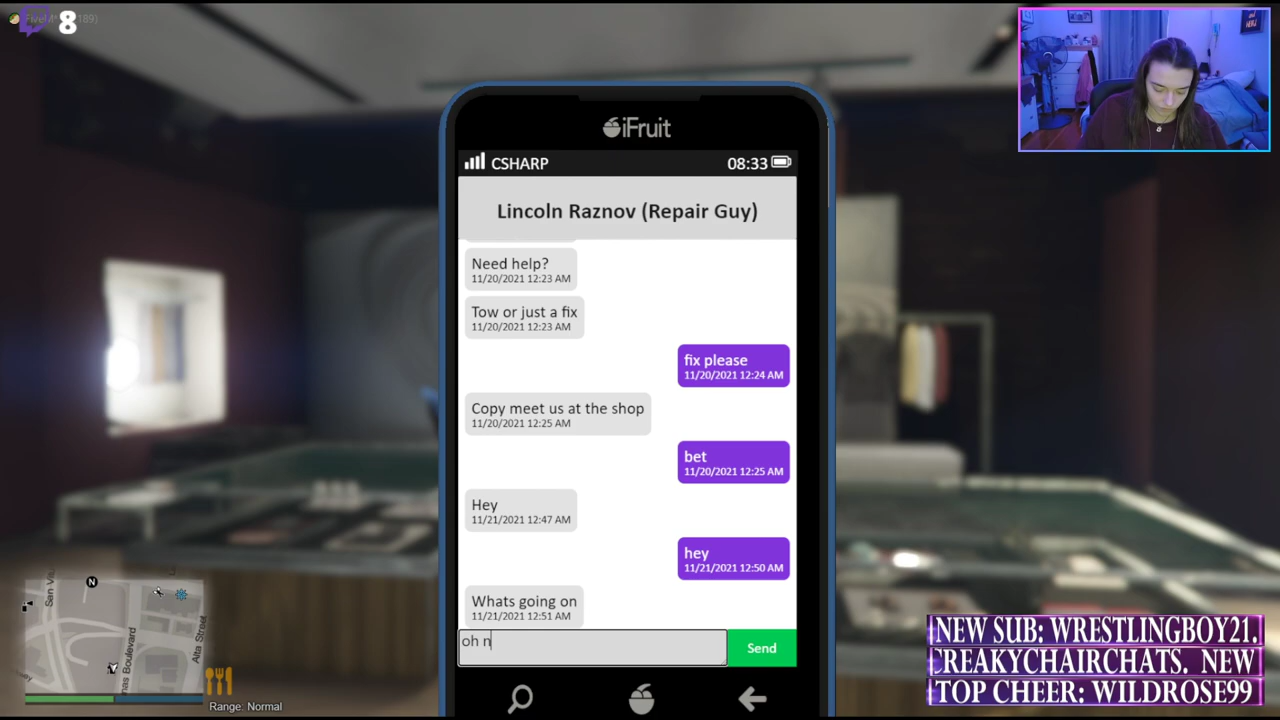 8
189)
iFruit
CSHARP
08:33
Lincoln Raznov (Repair Guy)
Need help?
11/20/2021 12:23 AM
Tow or just a fix
11/20/2021 12:23 AM
fix please
11/20/2021 12:24 AM
Copy meet us at the shop
11/20/2021 12:25 AM
bet
11/20/2021 12:25 AM
Hey
11/21/2021 12:47 AM
hey
11/21/2021 12:50 AM
Whats going on
11/21/2021 12:51 AM
oh n
Send
N
San
Boulevard
Alta Street
Range: Normal
NEW SUB: WRESTLINGBOY21.
REAKYCHAIRCHATS. NEW
TOP CHEER: WILDROSE99